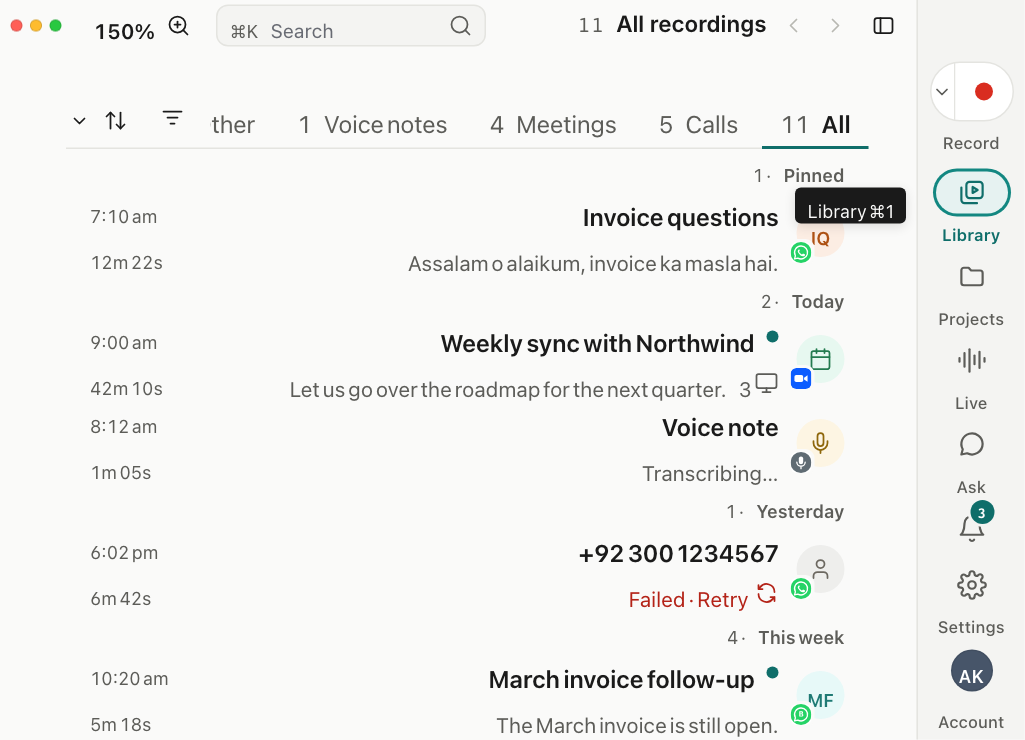 150%
⌘K Search
11 All recordings
ther
1 Voice notes
4 Meetings
5 Calls
11 All
1 · Pinned
7:10 am
Invoice questions
IQ
12m 22s
Assalam o alaikum, invoice ka masla hai.
2 · Today
9:00 am
Weekly sync with Northwind
42m 10s
Let us go over the roadmap for the next quarter. 3
8:12 am
Voice note
1m 05s
Transcribing...
1 · Yesterday
6:02 pm
+92 300 1234567
6m 42s
Failed · Retry
4 · This week
10:20 am
March invoice follow-up
MF
5m 18s
The March invoice is still open.
Record
Library ⌘1
Library
Projects
Live
Ask
3
Settings
AK
Account